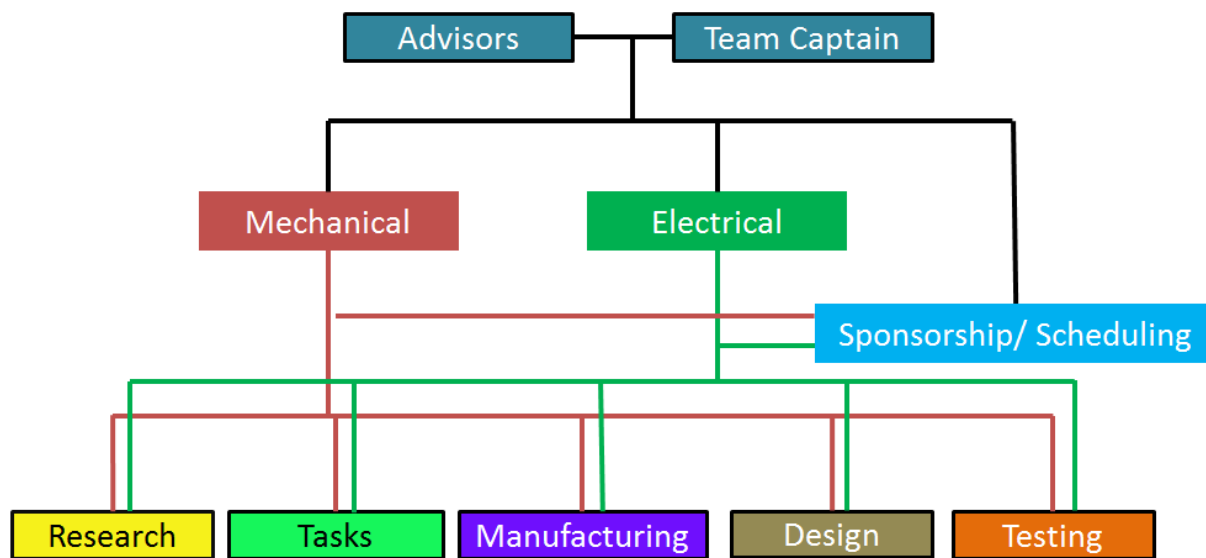 Advisors
Team Captain
Mechanical
Electrical
Sponsorship/ Scheduling
Research
Tasks
Manufacturing
Design
Testing